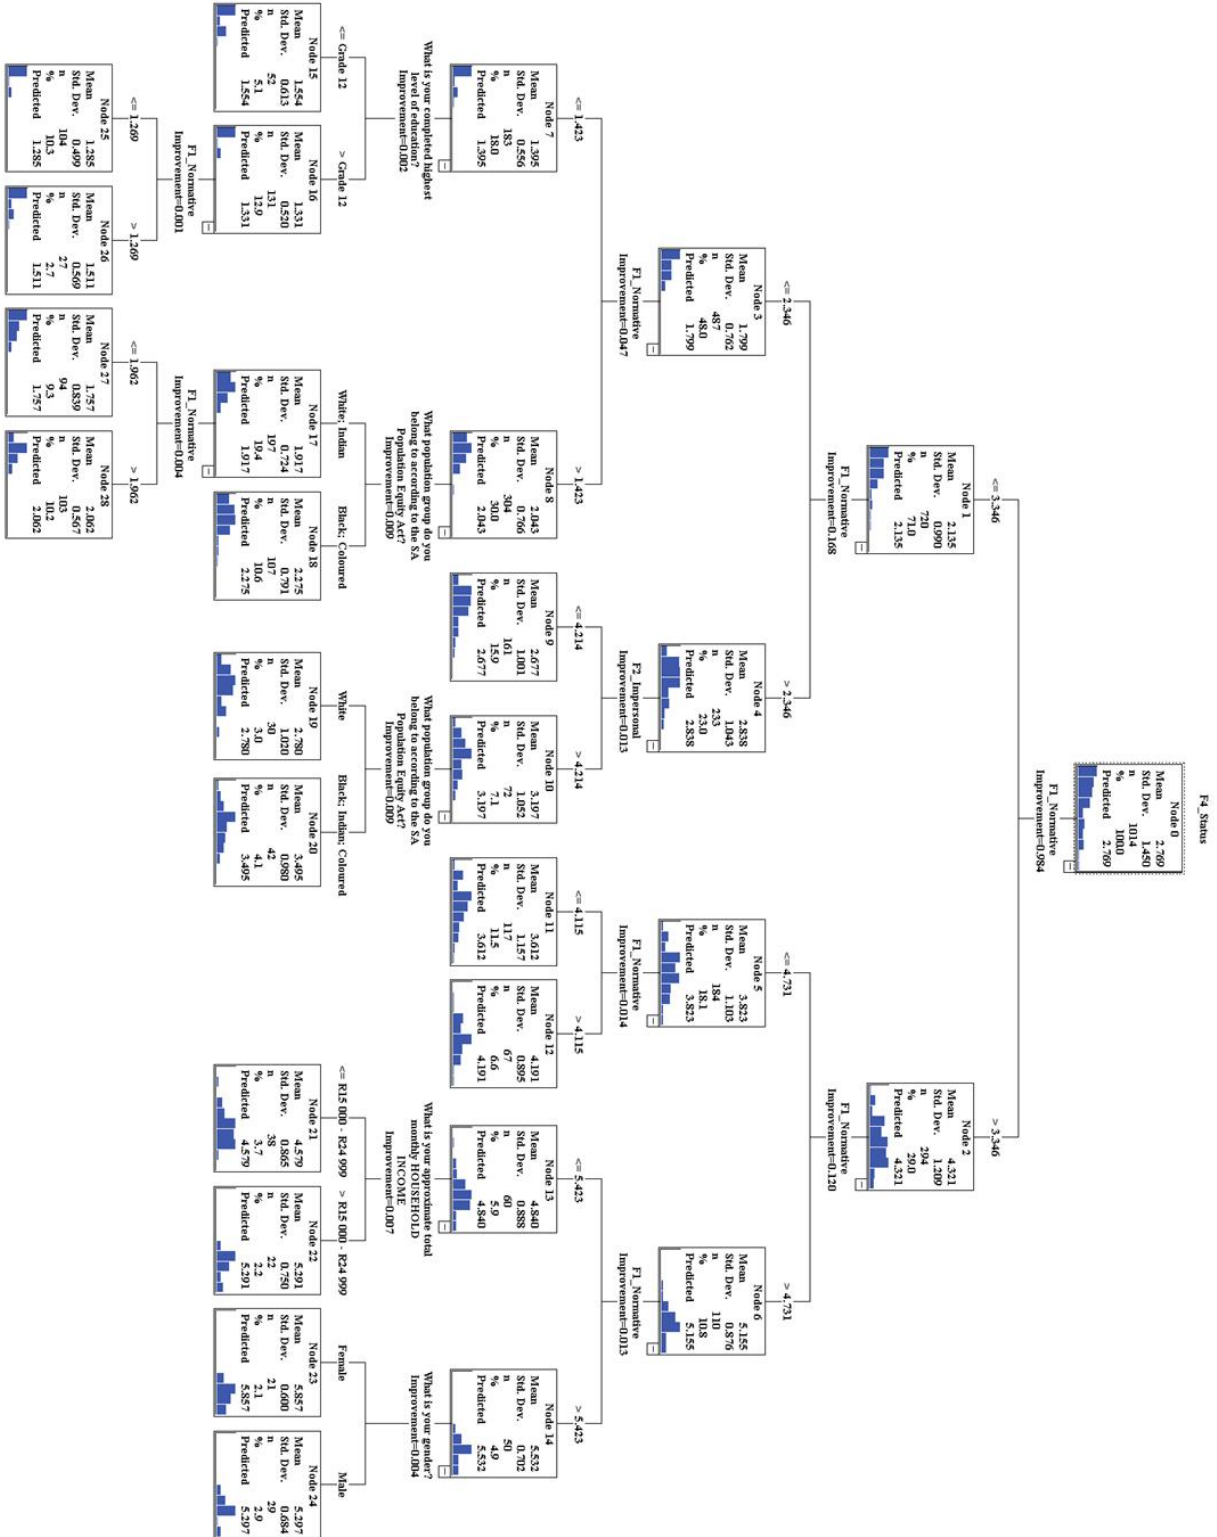 F4_Status
Node 0
Mean 2.769
Std. Dev. 1.450
n 1014
% 100.0
Predicted 2.769
F1_Normative
Improvement=0.984
<= 3.346
> 3.346
Node 1
Mean 2.135
Std. Dev. 0.990
n 720
% 71.0
Predicted 2.135
F1_Normative
Improvement=0.168
Node 2
Mean 4.321
Std. Dev. 1.209
n 294
% 29.0
Predicted 4.321
F1_Normative
Improvement=0.120
<= 2.346
> 2.346
<= 4.731
> 4.731
Node 3
Mean 1.799
Std. Dev. 0.762
n 487
% 48.0
Predicted 1.799
F1_Normative
Improvement=0.047
Node 4
Mean 2.838
Std. Dev. 1.043
n 233
% 23.0
Predicted 2.838
F2_Impersonal
Improvement=0.013
Node 5
Mean 3.823
Std. Dev. 1.103
n 184
% 18.1
Predicted 3.823
F1_Normative
Improvement=0.014
Node 6
Mean 5.155
Std. Dev. 0.876
n 110
% 10.8
Predicted 5.155
F1_Normative
Improvement=0.013
<= 1.423
> 1.423
<= 4.214
> 4.214
<= 4.115
> 4.115
<= 5.423
> 5.423
Node 7
Mean 1.395
Std. Dev. 0.556
n 183
% 18.0
Predicted 1.395
What is your completed highest
level of education?
Improvement=0.002
Node 8
Mean 2.043
Std. Dev. 0.766
n 304
% 30.0
Predicted 2.043
What population group do you
belong to according to the SA
Population Equity Act?
Improvement=0.009
Node 9
Mean 2.677
Std. Dev. 1.001
n 161
% 15.9
Predicted 2.677
Node 10
Mean 3.197
Std. Dev. 1.052
n 72
% 7.1
Predicted 3.197
What population group do you
belong to according to the SA
Population Equity Act?
Improvement=0.009
Node 11
Mean 3.612
Std. Dev. 1.157
n 117
% 11.5
Predicted 3.612
Node 12
Mean 4.191
Std. Dev. 0.895
n 67
% 6.6
Predicted 4.191
Node 13
Mean 4.840
Std. Dev. 0.888
n 60
% 5.9
Predicted 4.840
What is your approximate total
monthly HOUSEHOLD
INCOME
Improvement=0.007
Node 14
Mean 5.532
Std. Dev. 0.702
n 50
% 4.9
Predicted 5.532
What is your gender?
Improvement=0.004
<= Grade 12
> Grade 12
White; Indian
Black; Coloured
White
Black; Indian; Coloured
<= R15 000 - R24 999
> R15 000 - R24 999
Female
Male
Node 15
Mean 1.554
Std. Dev. 0.613
n 52
% 5.1
Predicted 1.554
Node 16
Mean 1.331
Std. Dev. 0.520
n 131
% 12.9
Predicted 1.331
F1_Normative
Improvement=0.001
Node 17
Mean 1.917
Std. Dev. 0.724
n 197
% 19.4
Predicted 1.917
F1_Normative
Improvement=0.004
Node 18
Mean 2.275
Std. Dev. 0.791
n 107
% 10.6
Predicted 2.275
Node 19
Mean 2.780
Std. Dev. 1.020
n 30
% 3.0
Predicted 2.780
Node 20
Mean 3.495
Std. Dev. 0.980
n 42
% 4.1
Predicted 3.495
Node 21
Mean 4.579
Std. Dev. 0.865
n 38
% 3.7
Predicted 4.579
Node 22
Mean 5.291
Std. Dev. 0.750
n 22
% 2.2
Predicted 5.291
Node 23
Mean 5.857
Std. Dev. 0.600
n 21
% 2.1
Predicted 5.857
Node 24
Mean 5.297
Std. Dev. 0.684
n 29
% 2.9
Predicted 5.297
<= 1.269
> 1.269
<= 1.962
> 1.962
Node 25
Mean 1.285
Std. Dev. 0.499
n 104
% 10.3
Predicted 1.285
Node 26
Mean 1.511
Std. Dev. 0.569
n 27
% 2.7
Predicted 1.511
Node 27
Mean 1.757
Std. Dev. 0.839
n 94
% 9.3
Predicted 1.757
Node 28
Mean 2.062
Std. Dev. 0.567
n 103
% 10.2
Predicted 2.062